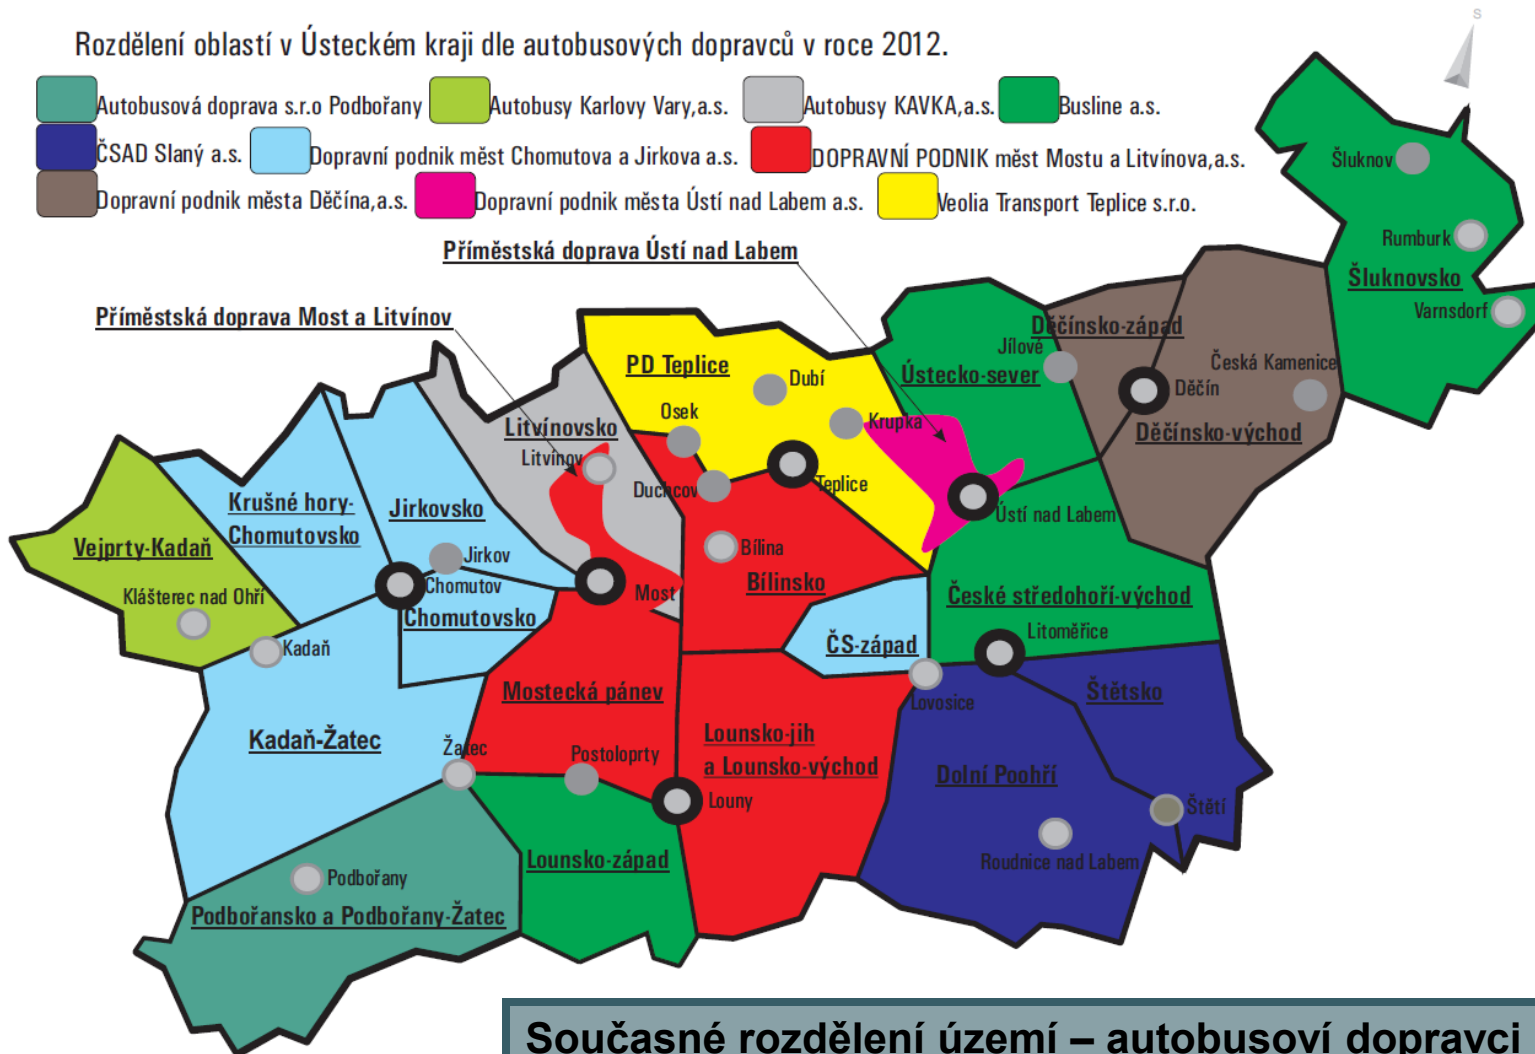 S
Rozdělení oblastí v Ústeckém kraji dle autobusových dopravců v roce 2012.
Autobusová doprava s.r.o Podbořany Autobusy Karlovy Vary,a.s. Autobusy KAVKA,a.s. Busline a.s.
ČSAD Slaný a.s. Dopravní podnik měst Chomutova a Jirkova a.s. DOPRAVNÍ PODNIK měst Mostu a Litvínova,a.s.
Dopravní podnik města Děčína,a.s. Dopravní podnik města Ústí nad Labem a.s. Veolia Transport Teplice s.r.o.
Příměstská doprava Ústí nad Labem
Příměstská doprava Most a Litvínov
Šluknov
Rumburk
Šluknovsko
Varnsdorf
Děčínsko-západ
Jílové
Ústecko-sever
Česká Kamenice
Děčín
Děčínsko-východ
PD Teplice
Dubí
Osek
Krupka
Litvínovsko
Litvínov
Duchcov
Teplice
Ústí nad Labem
Krušné hory-
Chomutovsko
Jirkovsko
Vejprty-Kadaň
Jirkov
Chomutov
Klášterec nad Ohří
Chomutovsko
Kadaň
Most
Bílina
Bílinsko
České středohoří-východ
ČS-západ
Litoměřice
Lovosice
Štětsko
Mostecká pánev
Kadaň-Žatec
Žatec
Postoloprty
Lounsko-jih
a Lounsko-východ
Dolní Poohří
Louny
Štětí
Roudnice nad Labem
Lounsko-západ
Podbořany
Podbořansko a Podbořany-Žatec
Současné rozdělení území – autobusoví dopravci